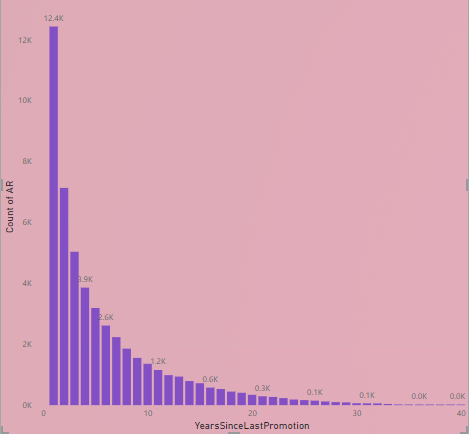 12.4K
12K
10K
8K
6K
4K
2K
0K
3.9K
2.6K
1.2K
0.6K
0.3K
0.1K
0.1K
0.0K
0.0K
Count of AR
0
10
20
30
40
YearsSinceLastPromotion